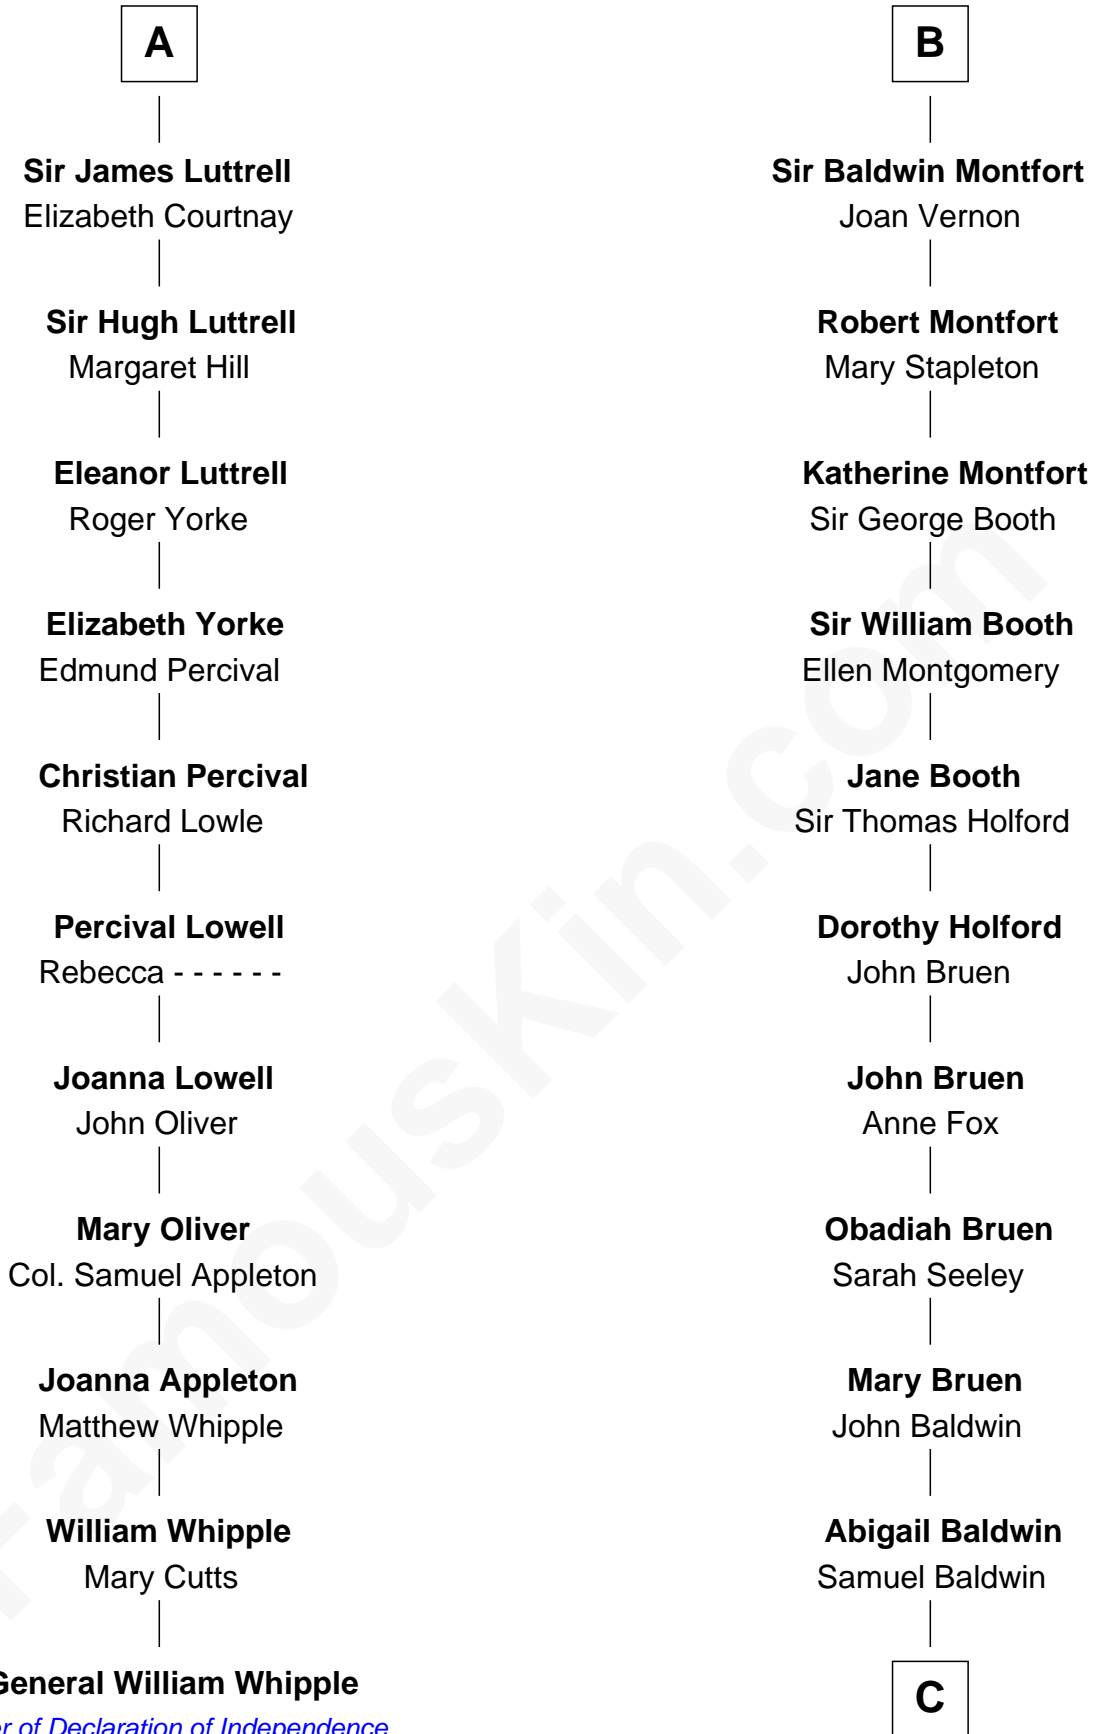 A
Sir James Luttrell
Elizabeth Courtnay
Sir Hugh Luttrell
Margaret Hill
Eleanor Luttrell
Roger Yorke
Elizabeth Yorke
Edmund Percival
Christian Percival
Richard Lowle
Percival Lowell
Rebecca - - - - - -
Joanna Lowell
John Oliver
Mary Oliver
Col. Samuel Appleton
Joanna Appleton
Matthew Whipple
William Whipple
Mary Cutts
General William Whipple
of Declaration of Independence
B
Sir Baldwin Montfort
Joan Vernon
Robert Montfort
Mary Stapleton
Katherine Montfort
Sir George Booth
Sir William Booth
Ellen Montgomery
Jane Booth
Sir Thomas Holford
Dorothy Holford
John Bruen
John Bruen
Anne Fox
Obadiah Bruen
Sarah Seeley
Mary Bruen
John Baldwin
Abigail Baldwin
Samuel Baldwin
C
FamousKin.com